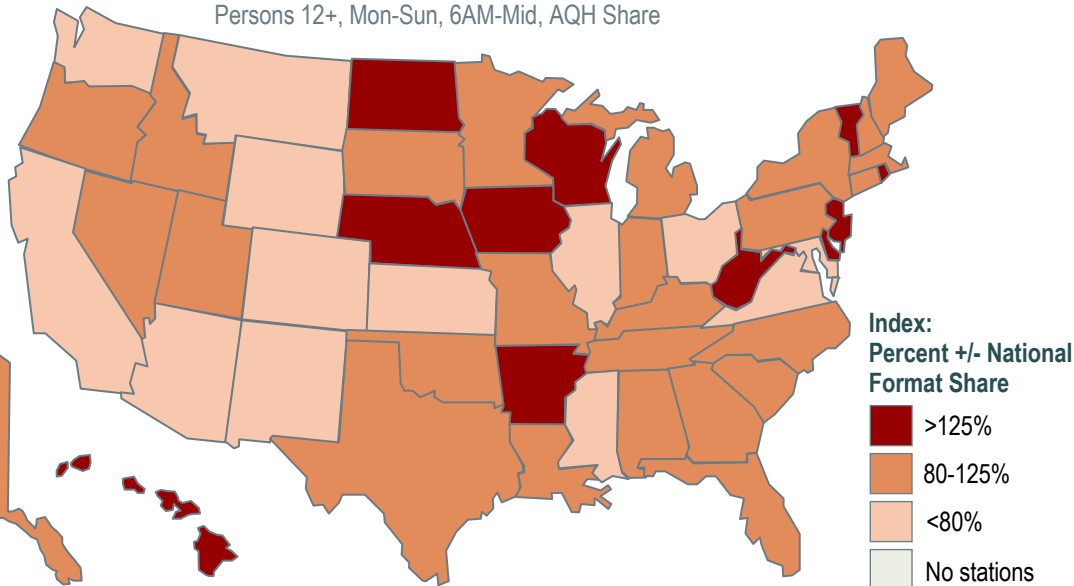 Persons 12+, Mon-Sun, 6AM-Mid, AQH Share
Index:
Percent +/- National
Format Share
>125%
80-125%
<80%
No stations